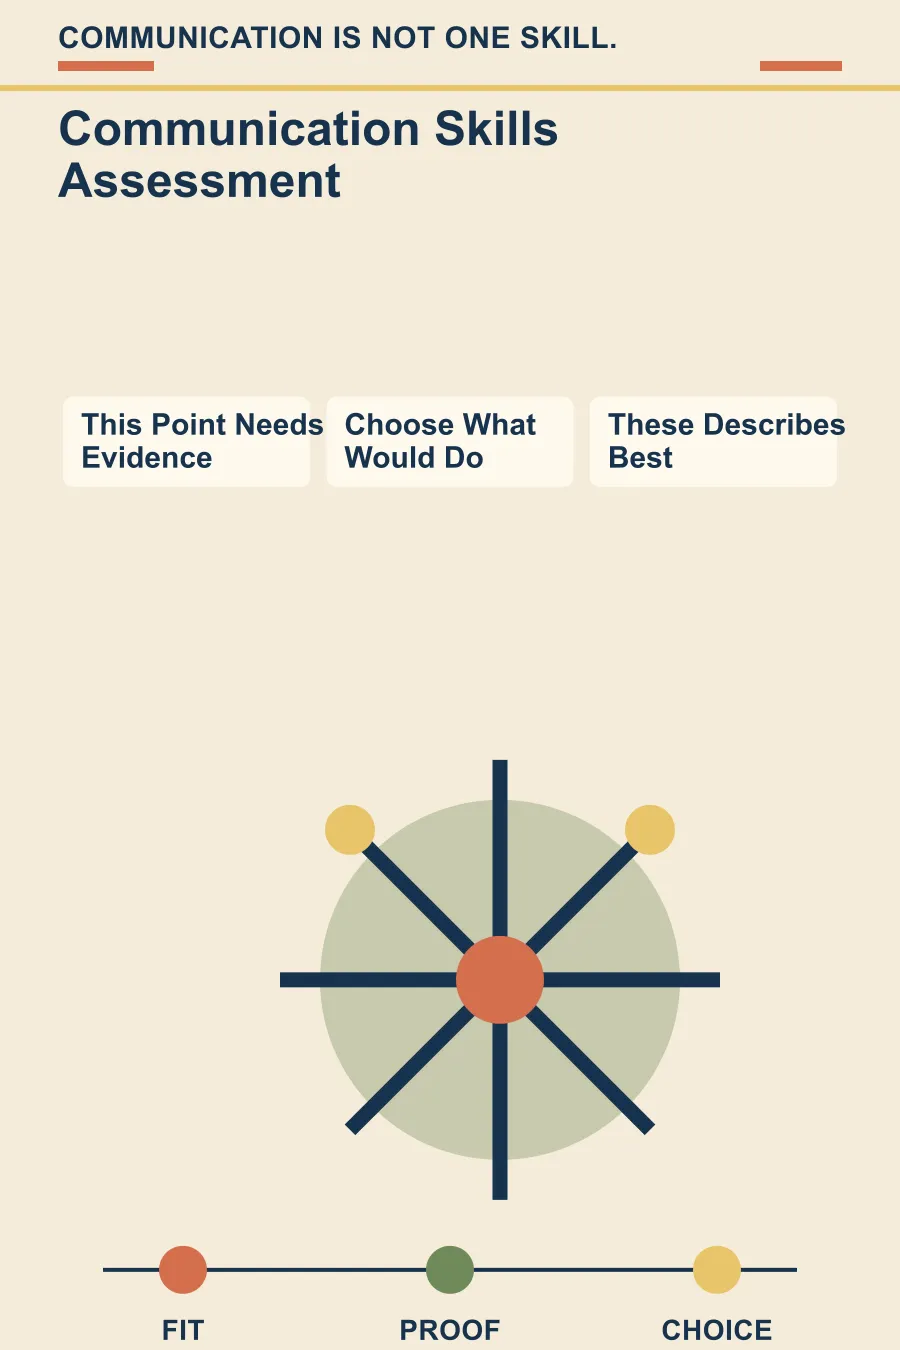 COMMUNICATION IS NOT ONE SKILL.
Communication Skills
Assessment
This Point Needs
Evidence
Choose What
Would Do
These Describes
Best
FIT
PROOF
CHOICE